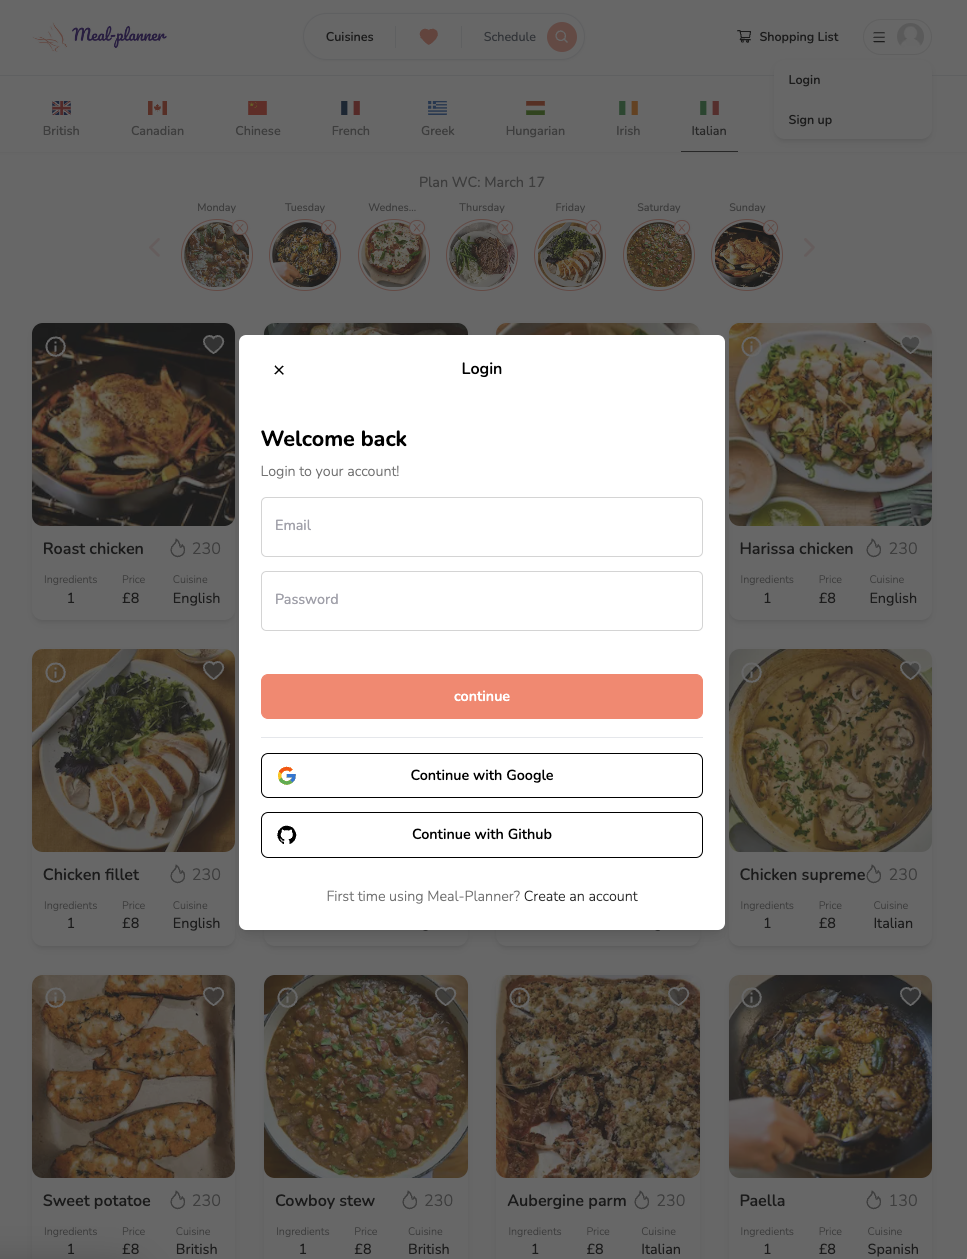 Meal-planner
Cuisines
Schedule
Shopping List
Login
Sign up
British
Canadian
Chinese
French
Greek
Hungarian
Irish
Italian
Plan WC: March 17
Monday
Tuesday
Wednes...
Thursday
Friday
Saturday
Sunday
Login
Welcome back
Login to your account!
Email
Password
continue
Continue with Google
Continue with Github
First time using Meal-Planner? Create an account
Roast chicken 230
Ingredients Price Cuisine
1 £8 English
Harissa chicken 230
Ingredients Price Cuisine
1 £8 English
Chicken fillet 230
Ingredients Price Cuisine
1 £8 English
Chicken supreme 230
Ingredients Price Cuisine
1 £8 Italian
Sweet potatoe 230
Ingredients Price Cuisine
1 £8 British
Cowboy stew 230
Ingredients Price Cuisine
1 £8 British
Aubergine parm 230
Ingredients Price Cuisine
1 £8 Italian
Paella 130
Ingredients Price Cuisine
1 £8 Spanish